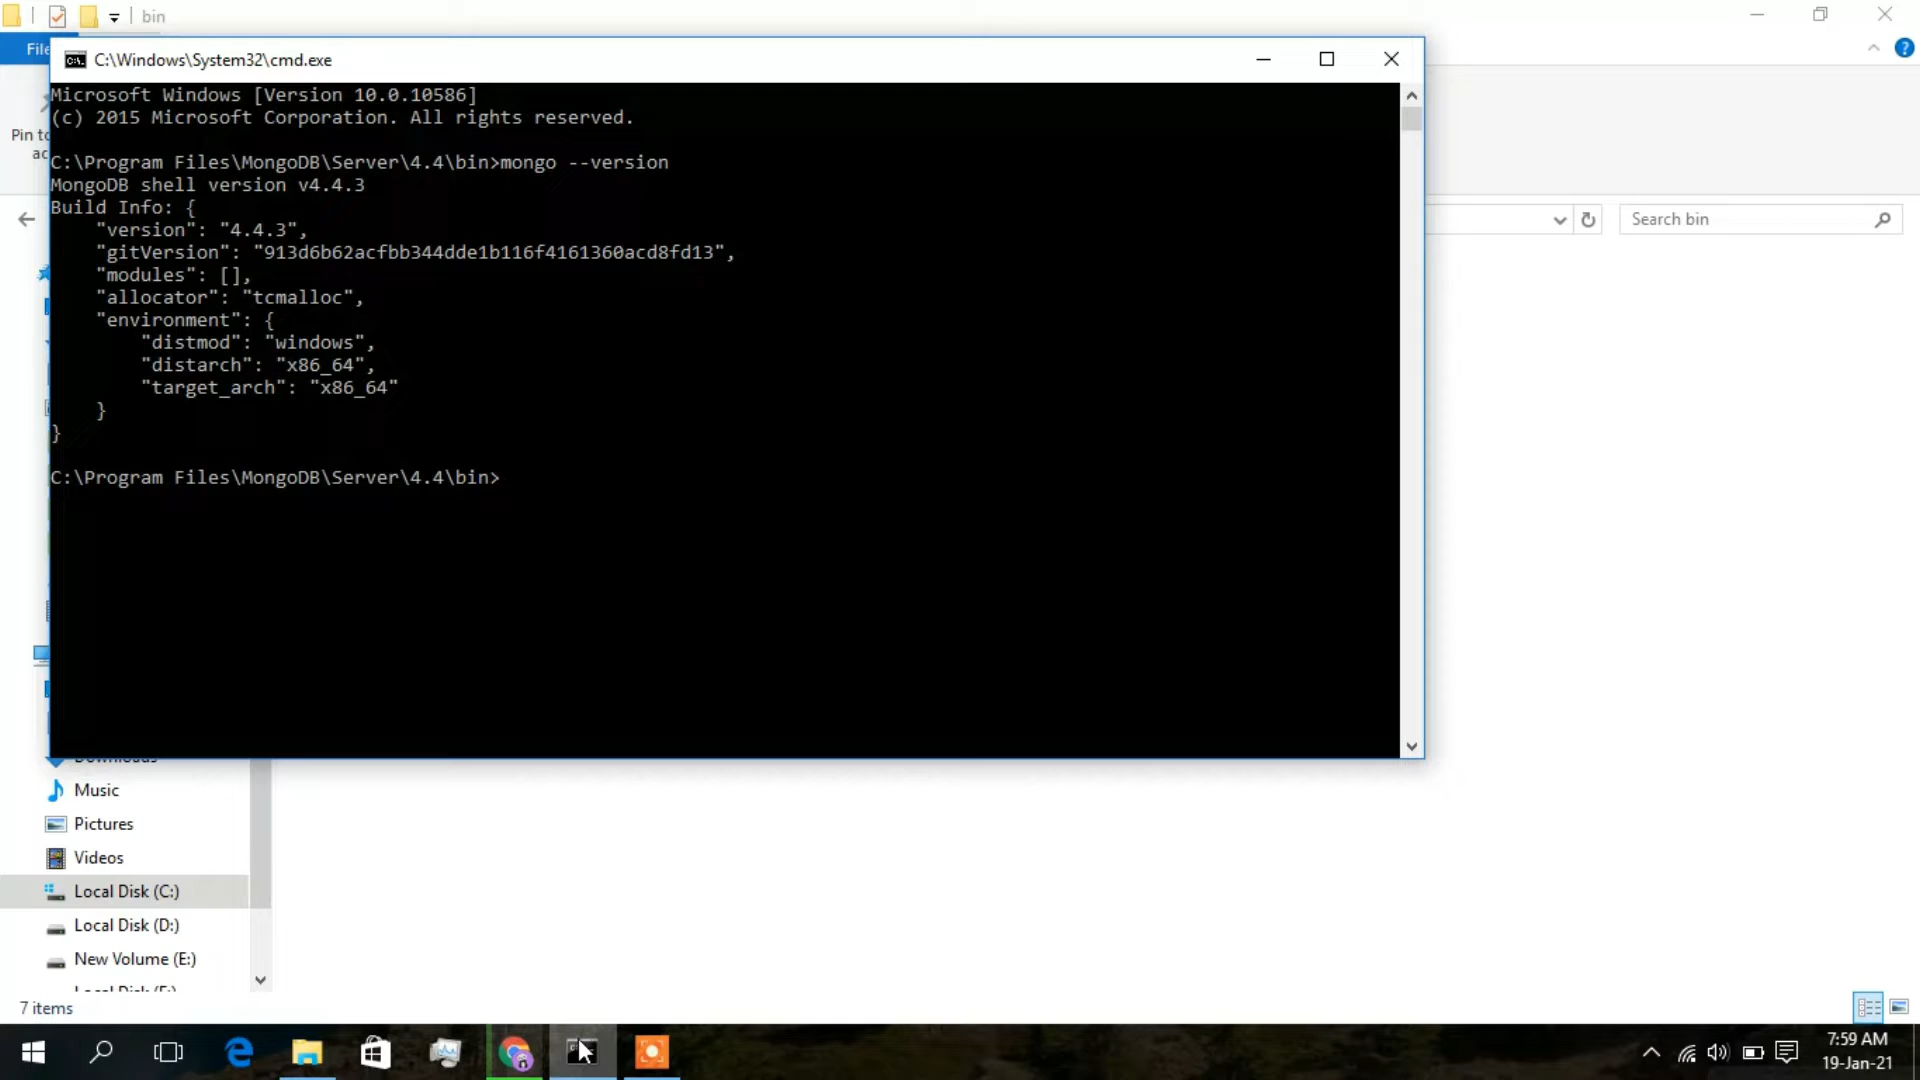 bin
File
C:\Windows\System32\cmd.exe
Microsoft Windows [Version 10.0.10586]
(c) 2015 Microsoft Corporation. All rights reserved.
Pin to
C:\Program Files\MongoDB\Server\4.4\bin>mongo --version
MongoDB shell version v4.4.3
Build Info: {
    "version": "4.4.3",
    "gitVersion": "913d6b62acfbb344dde1b116f4161360acd8fd13",
    "modules": [],
    "allocator": "tcmalloc",
    "environment": {
        "distmod": "windows",
        "distarch": "x86_64",
        "target_arch": "x86_64"
    }
}
C:\Program Files\MongoDB\Server\4.4\bin>
Search bin
Downloads
Music
Pictures
Videos
Local Disk (C:)
Local Disk (D:)
New Volume (E:)
7 items
7:59 AM
19-Jan-21